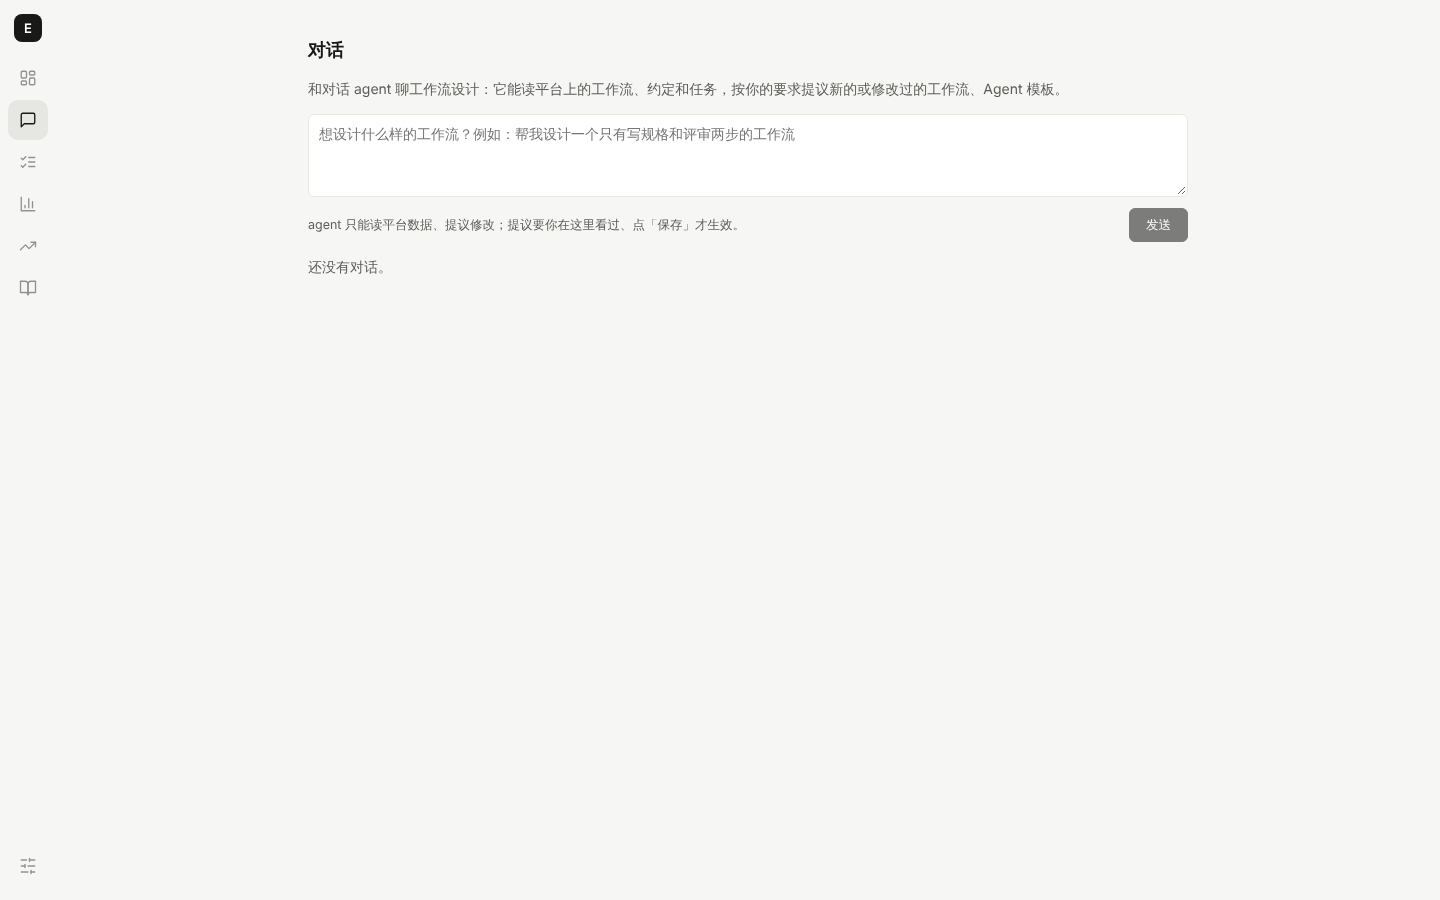 E
对话
和对话 agent 聊工作流设计：它能读平台上的工作流、约定和任务，按你的要求提议新的或修改过的工作流、Agent 模板。
想设计什么样的工作流？例如：帮我设计一个只有写规格和评审两步的工作流
agent 只能读平台数据、提议修改；提议要你在这里看过、点「保存」才生效。
发送
还没有对话。